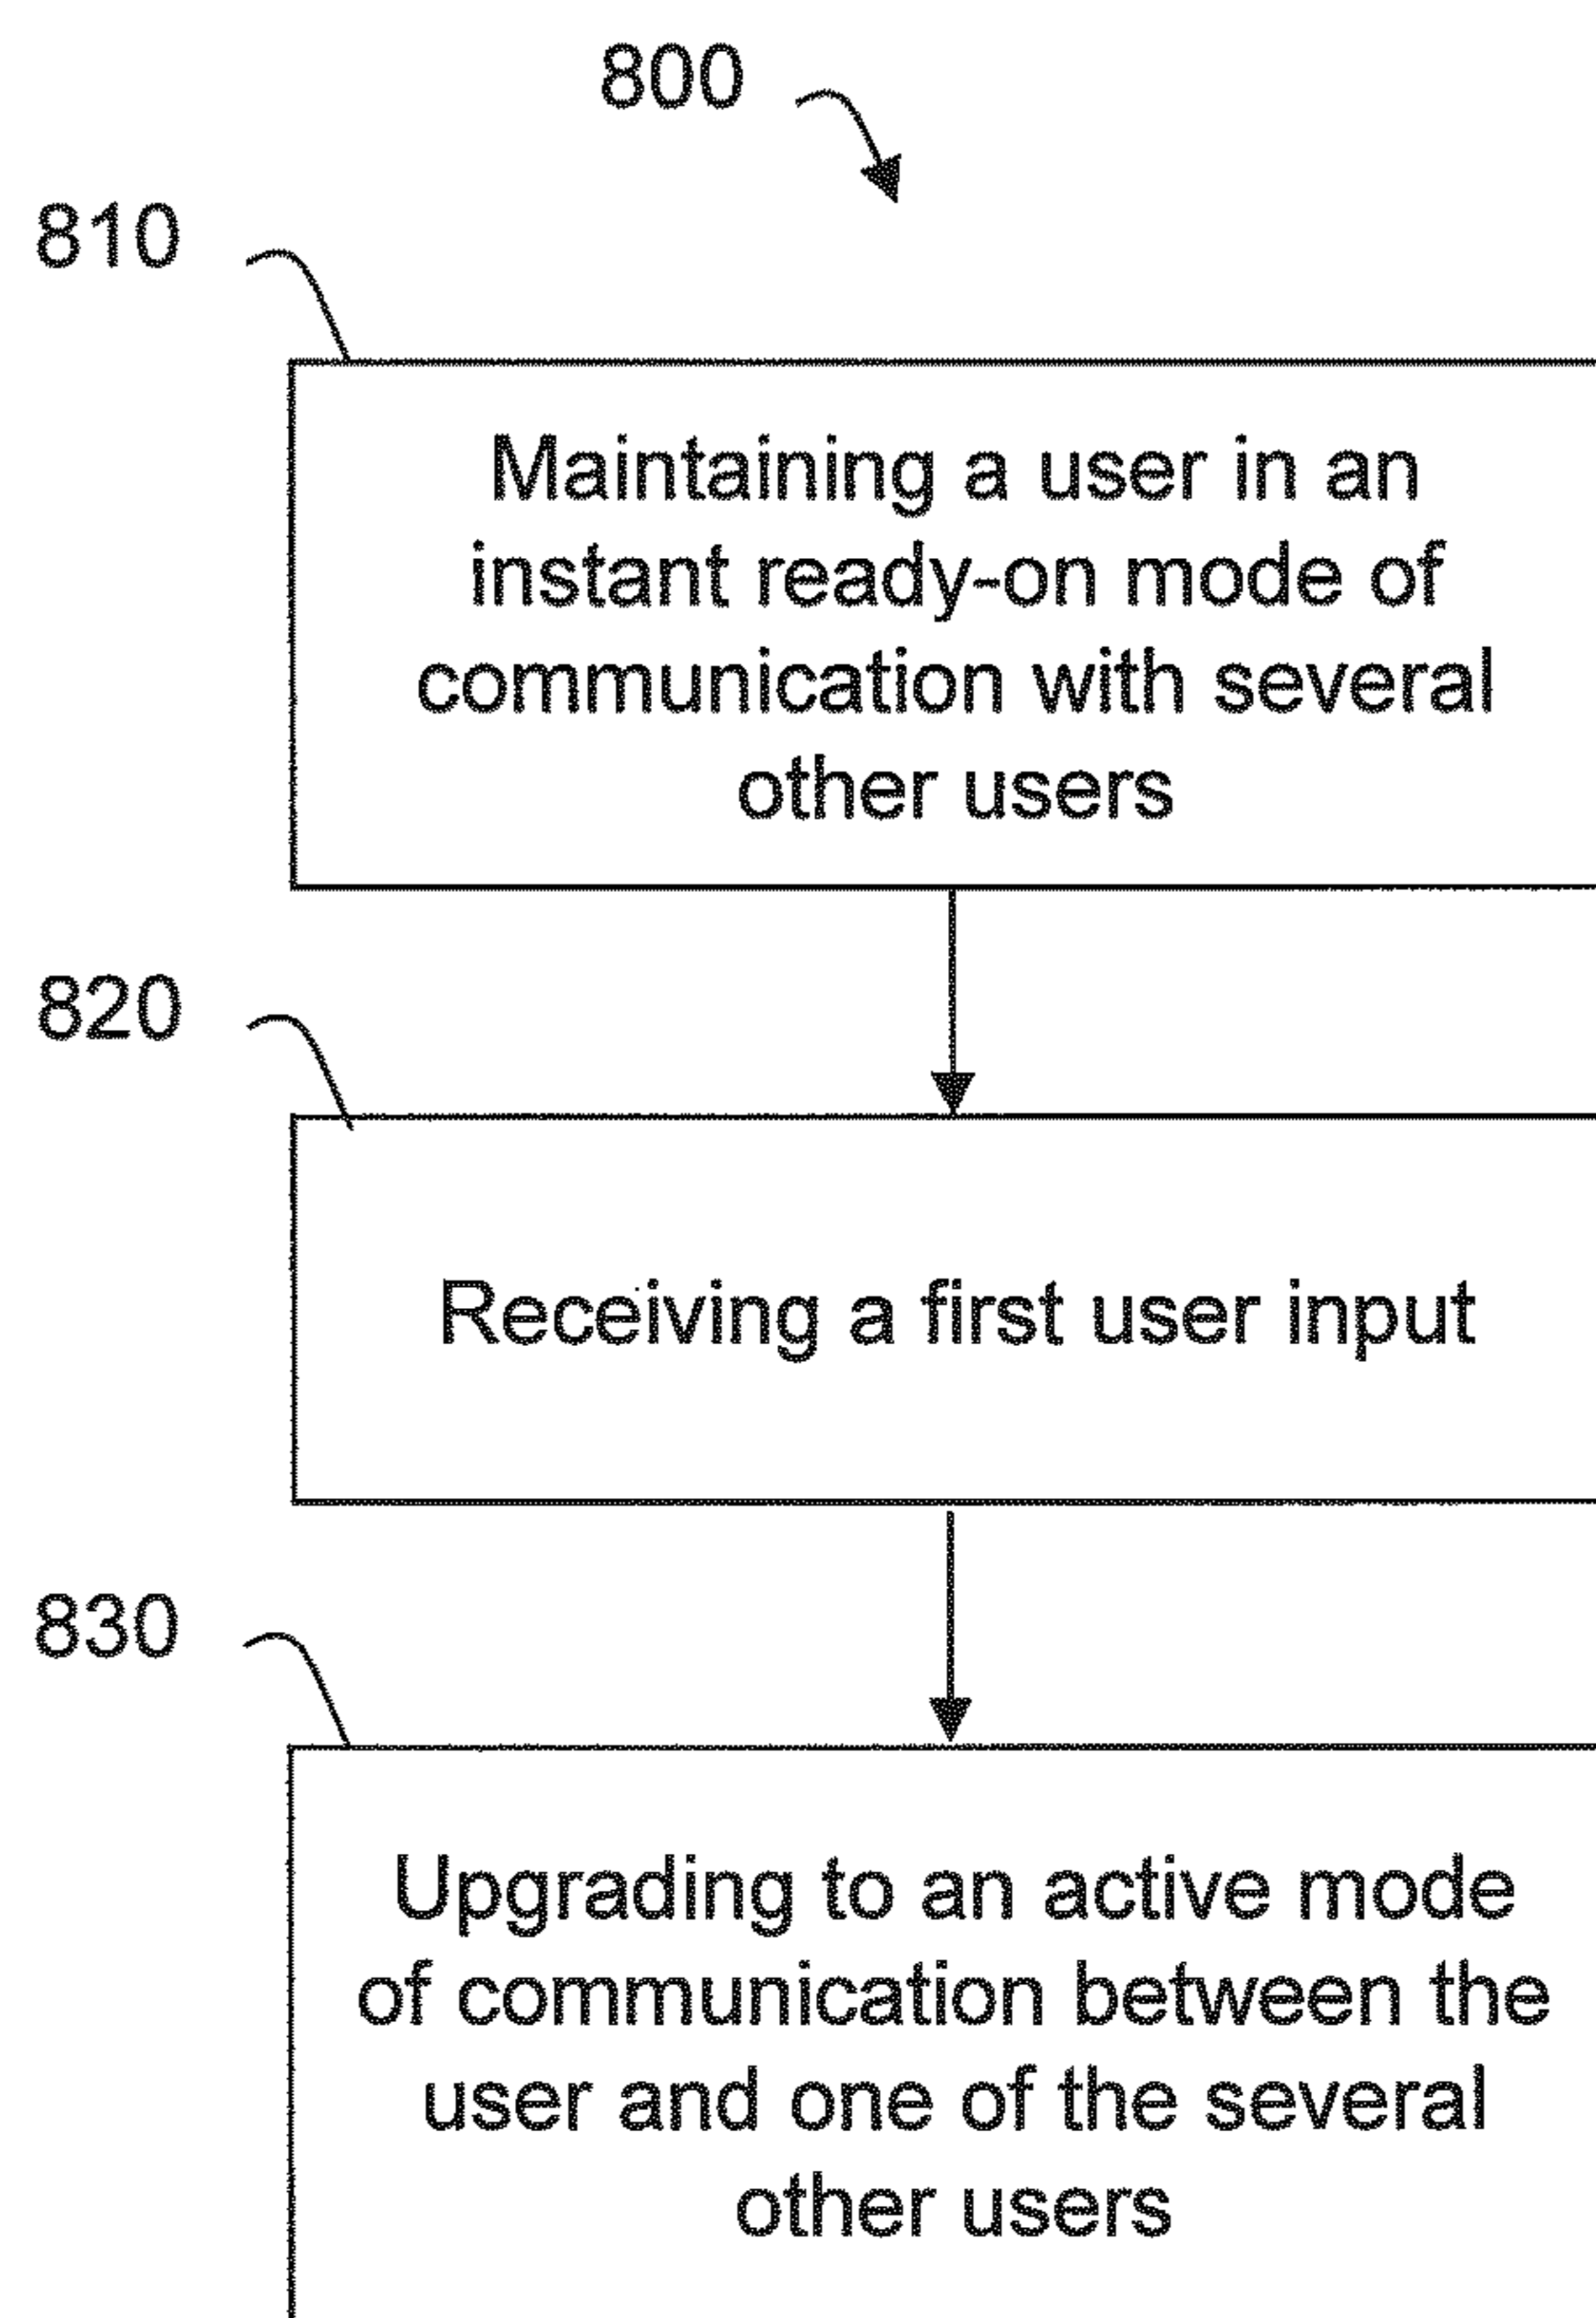 800
810
Maintaining a user in an
instant ready-on mode of
communication with several
other users
820
Receiving a first user input
830
Upgrading to an active mode
of communication between the
user and one of the several
other users